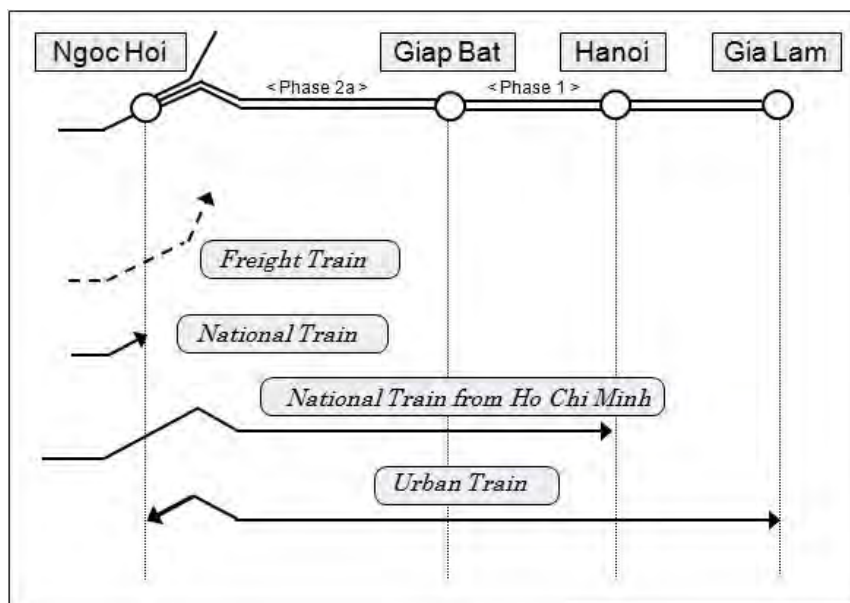 Ngoc Hoi
Giap Bat
Hanoi
Gia Lam
< Phase 2a >
< Phase 1 >
Freight Train
National Train
National Train from Ho Chi Minh
Urban Train